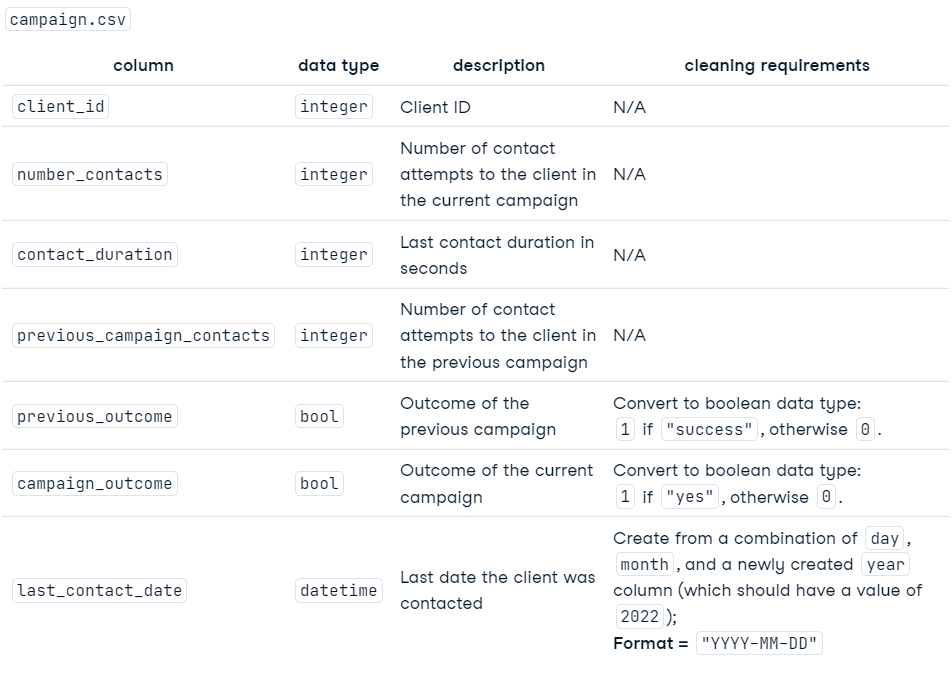 campaign.csv
column data type description cleaning requirements
client_id integer Client ID N/A
number_contacts integer Number of contact attempts to the client in the current campaign N/A
contact_duration integer Last contact duration in seconds N/A
previous_campaign_contacts integer Number of contact attempts to the client in the previous campaign N/A
previous_outcome bool Outcome of the previous campaign Convert to boolean data type: 1 if "success", otherwise 0.
campaign_outcome bool Outcome of the current campaign Convert to boolean data type: 1 if "yes", otherwise 0.
last_contact_date datetime Last date the client was contacted Create from a combination of day, month, and a newly created year column (which should have a value of 2022); Format = "YYYY-MM-DD"